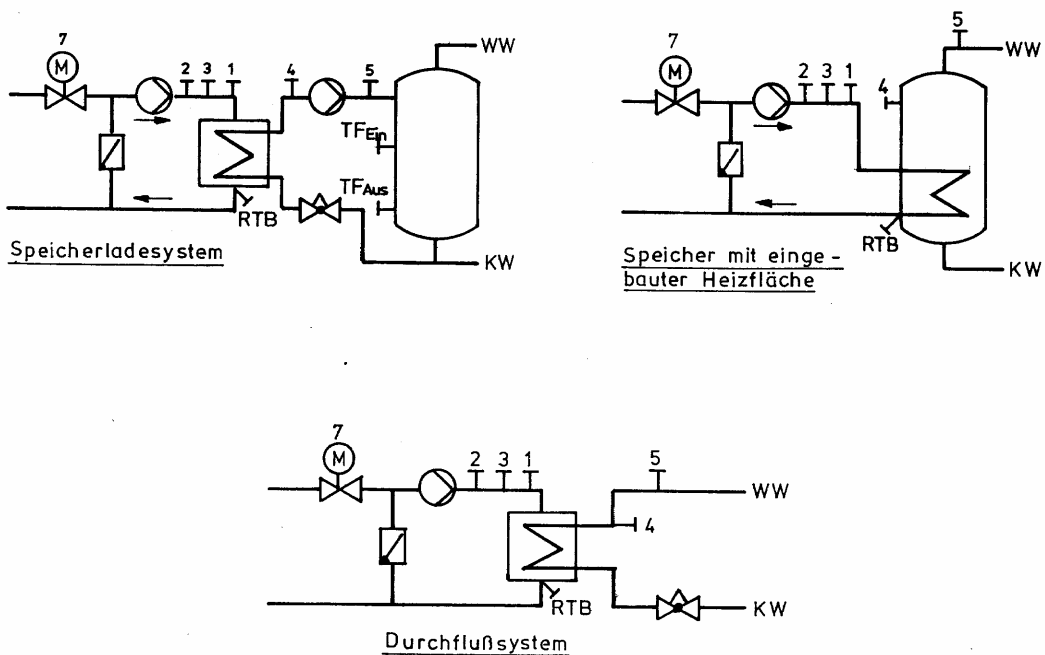 7
M
2 3 1
4
5
WW
TF Ein
TF Aus
RTB
KW
Speicherladesystem
7
M
2 3 1
5
WW
4
RTB
KW
Speicher mit einge-
bauter Heizfläche
7
M
2 3 1
5
WW
4
RTB
KW
Durchflußsystem